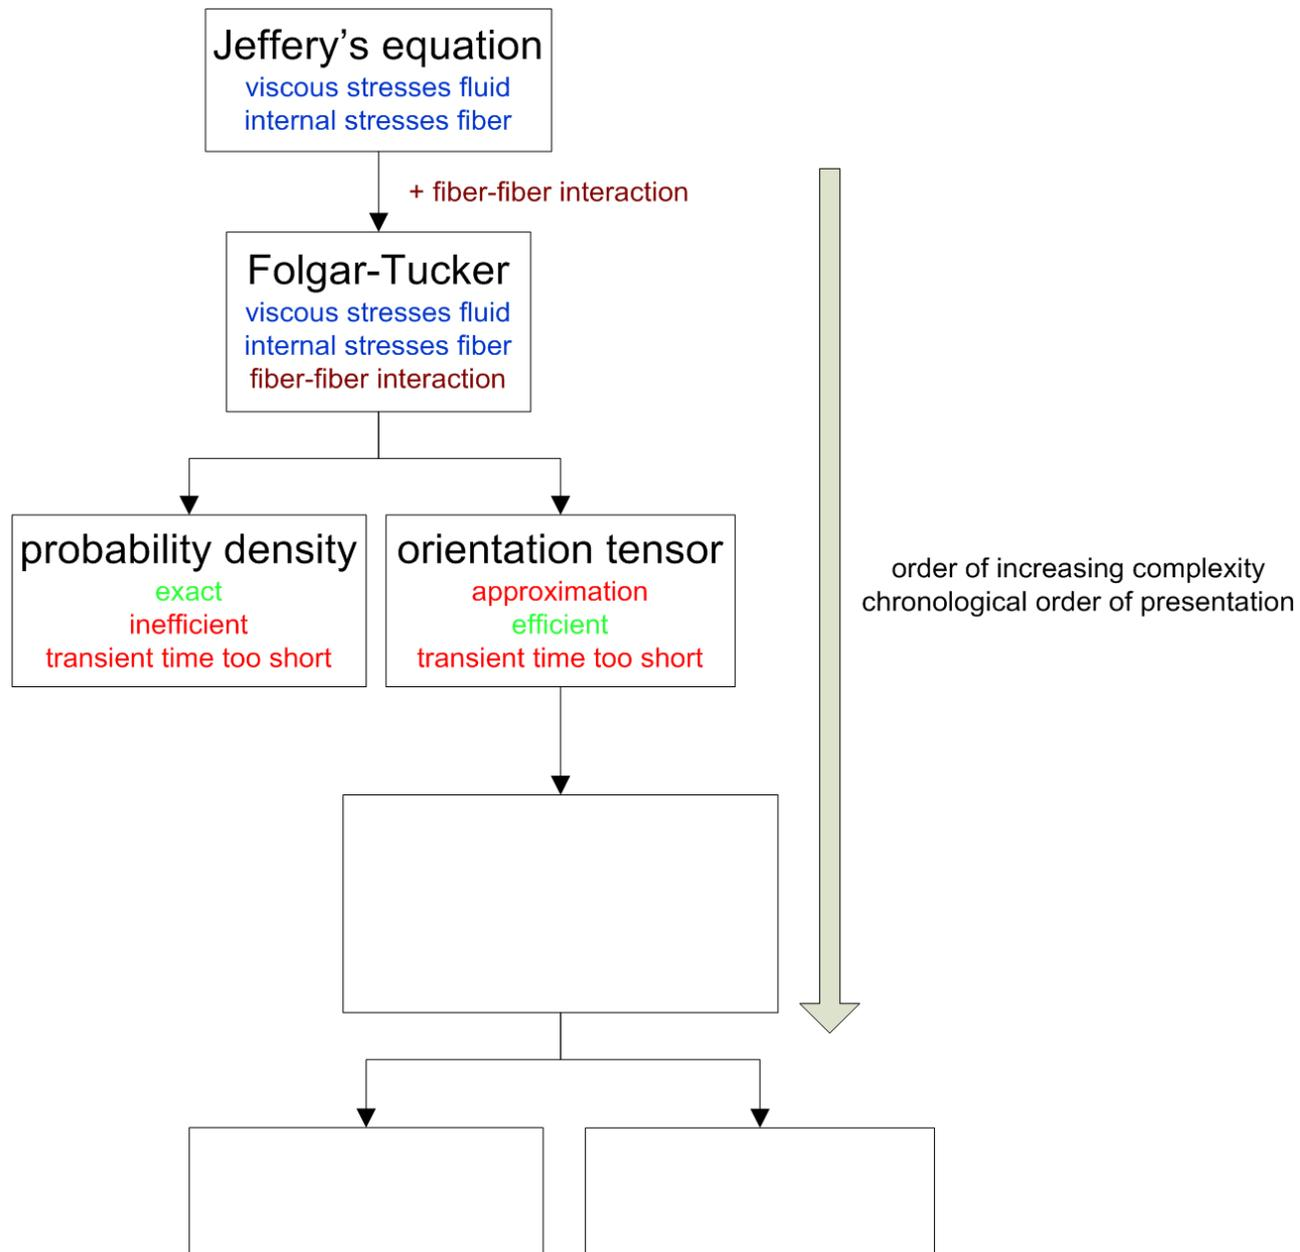 Jeffery’s equation
viscous stresses fluid
internal stresses fiber
+ fiber-fiber interaction
Folgar-Tucker
viscous stresses fluid
internal stresses fiber
fiber-fiber interaction
probability density
exact
inefficient
transient time too short
orientation tensor
approximation
efficient
transient time too short
order of increasing complexity
chronological order of presentation